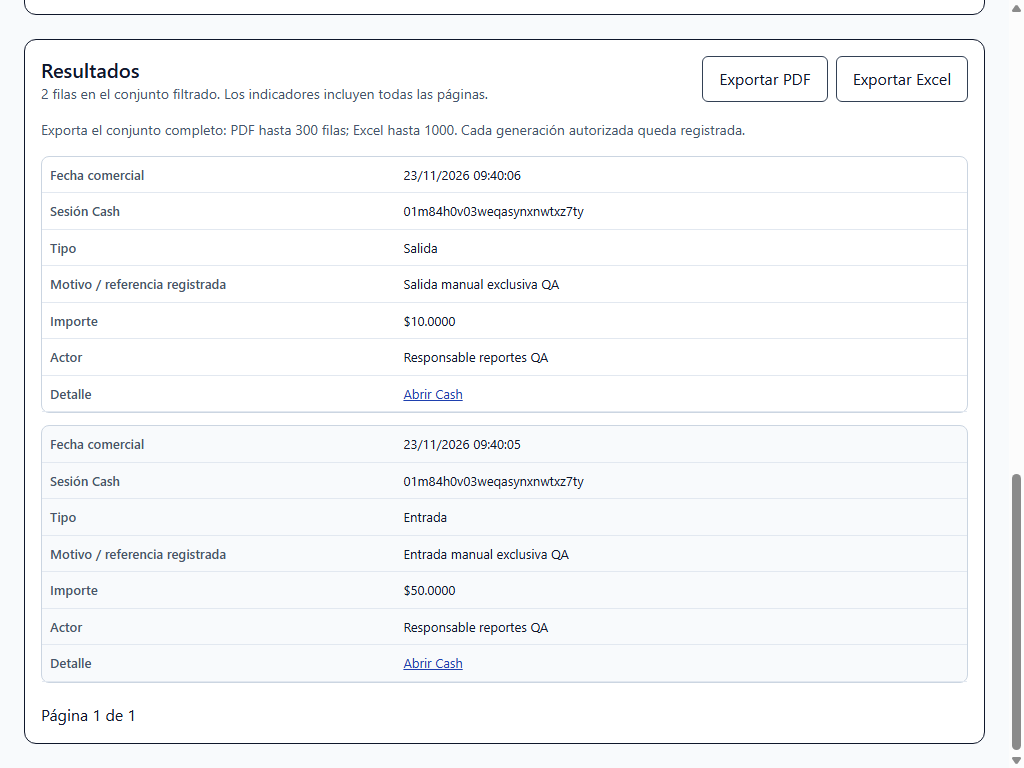 Resultados
2 filas en el conjunto filtrado. Los indicadores incluyen todas las páginas.
Exportar PDF
Exportar Excel
Exporta el conjunto completo: PDF hasta 300 filas; Excel hasta 1000. Cada generación autorizada queda registrada.
Fecha comercial 23/11/2026 09:40:06
Sesión Cash 01m84h0v03weqasynxnwtxz7ty
Tipo Salida
Motivo / referencia registrada Salida manual exclusiva QA
Importe $10.0000
Actor Responsable reportes QA
Detalle Abrir Cash
Fecha comercial 23/11/2026 09:40:05
Sesión Cash 01m84h0v03weqasynxnwtxz7ty
Tipo Entrada
Motivo / referencia registrada Entrada manual exclusiva QA
Importe $50.0000
Actor Responsable reportes QA
Detalle Abrir Cash
Página 1 de 1